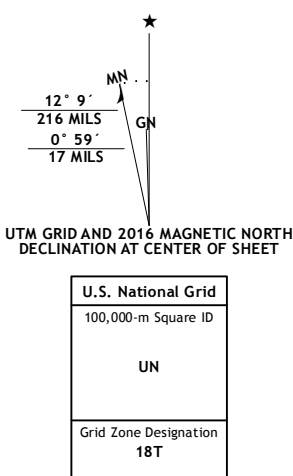 ★
MN
GN
12° 9´
216 MILS
0° 59´
17 MILS
UTM GRID AND 2016 MAGNETIC NORTH
DECLINATION AT CENTER OF SHEET
U.S. National Grid
100,000-m Square ID
UN
Grid Zone Designation
18T